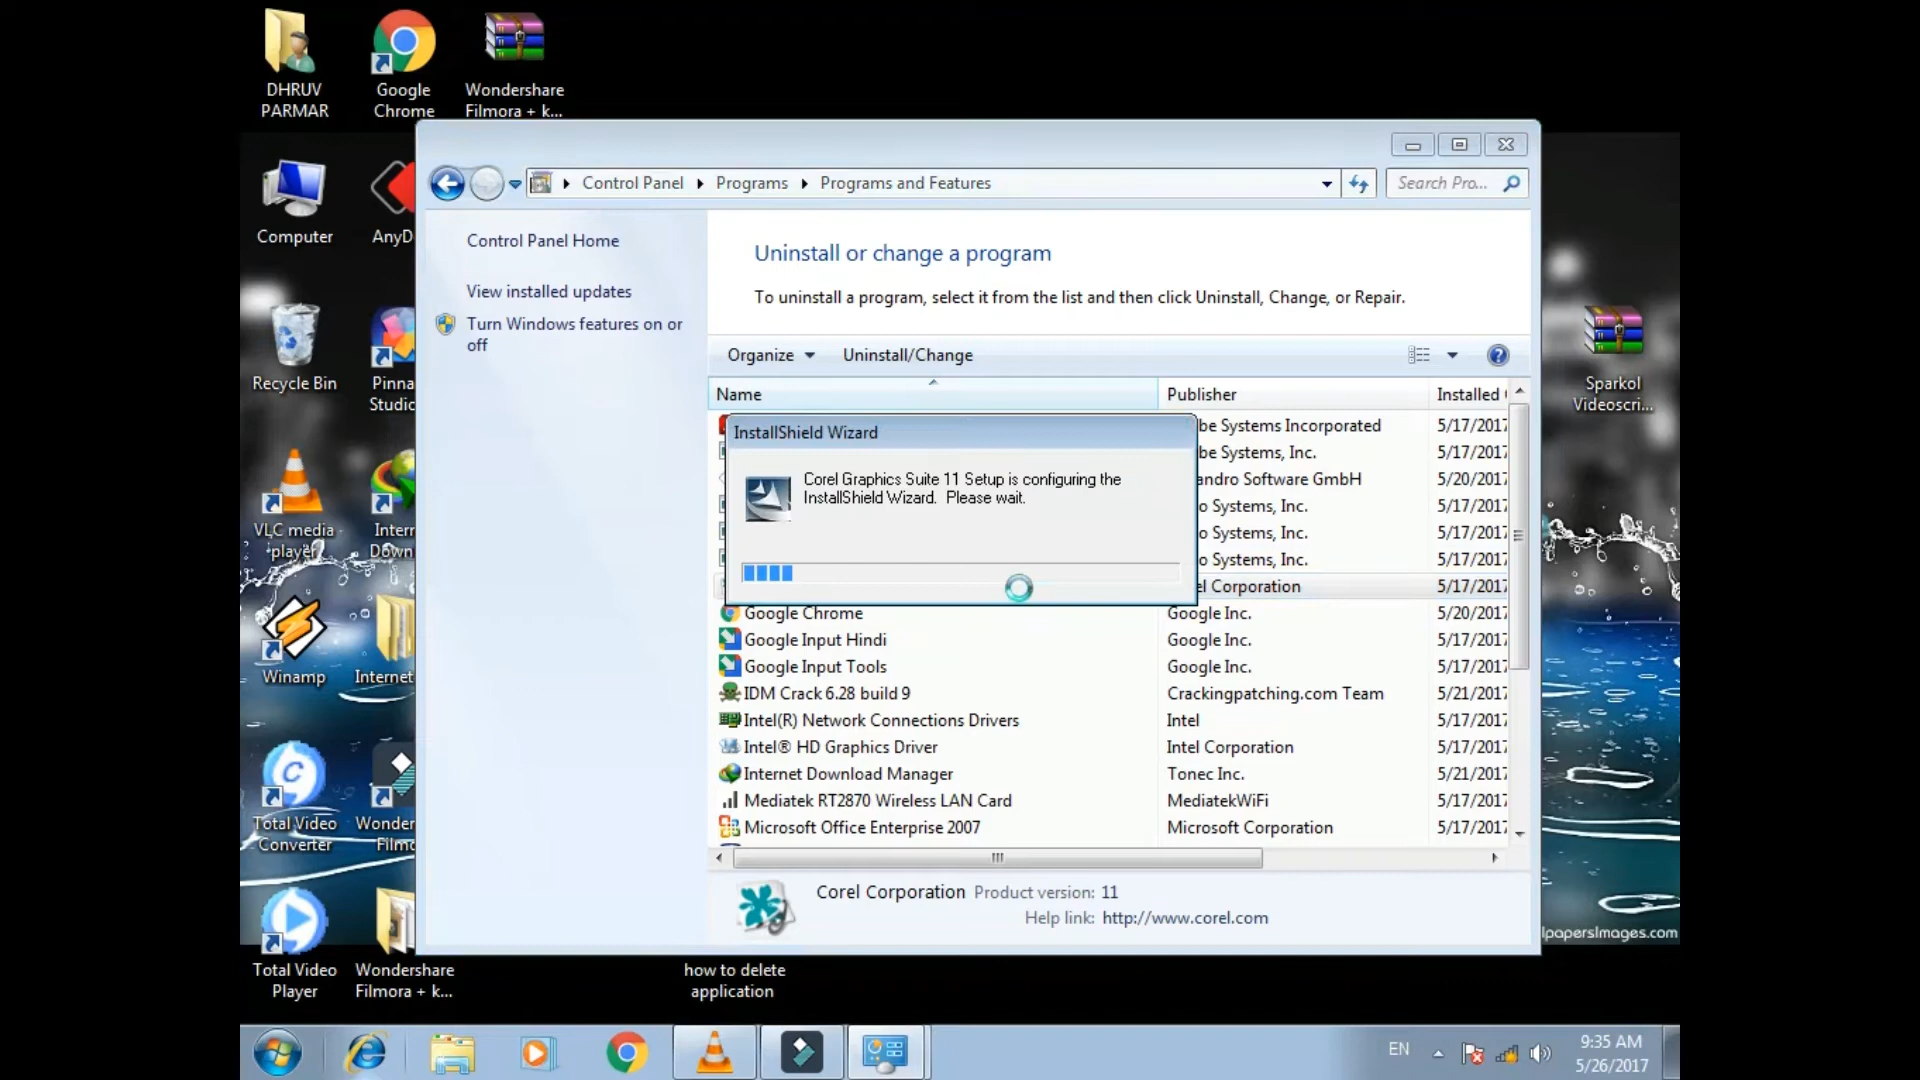 DHRUV
PARMAR
Google
Chrome
Wondershare
Filmora + k...
Computer
AnyD
Recycle Bin
Pinna
Studic
VLC media
player
Intern
Down
Winamp
Internet
Total Video
Converter
Wonder
Filmo
Total Video
Player
Wondershare
Filmora + k...
how to delete
application
Sparkol
Videoscri...
lpapersImages.com
Control Panel
Programs
Programs and Features
Search Pro...
Control Panel Home
View installed updates
Turn Windows features on or
off
Uninstall or change a program
To uninstall a program, select it from the list and then click Uninstall, Change, or Repair.
Organize
Uninstall/Change
Name
Publisher
Installed
be Systems Incorporated 5/17/2017
be Systems, Inc. 5/17/2017
andro Software GmbH 5/20/2017
o Systems, Inc. 5/17/2017
o Systems, Inc. 5/17/2017
o Systems, Inc. 5/17/2017
el Corporation 5/17/2017
InstallShield Wizard
Corel Graphics Suite 11 Setup is configuring the
InstallShield Wizard. Please wait.
Google Chrome Google Inc. 5/20/2017
Google Input Hindi Google Inc. 5/17/2017
Google Input Tools Google Inc. 5/17/2017
IDM Crack 6.28 build 9 Crackingpatching.com Team 5/21/2017
Intel(R) Network Connections Drivers Intel 5/17/2017
Intel® HD Graphics Driver Intel Corporation 5/17/2017
Internet Download Manager Tonec Inc. 5/21/2017
Mediatek RT2870 Wireless LAN Card MediatekWiFi 5/17/2017
Microsoft Office Enterprise 2007 Microsoft Corporation 5/17/2017
Corel Corporation Product version: 11
Help link: http://www.corel.com
EN
9:35 AM
5/26/2017